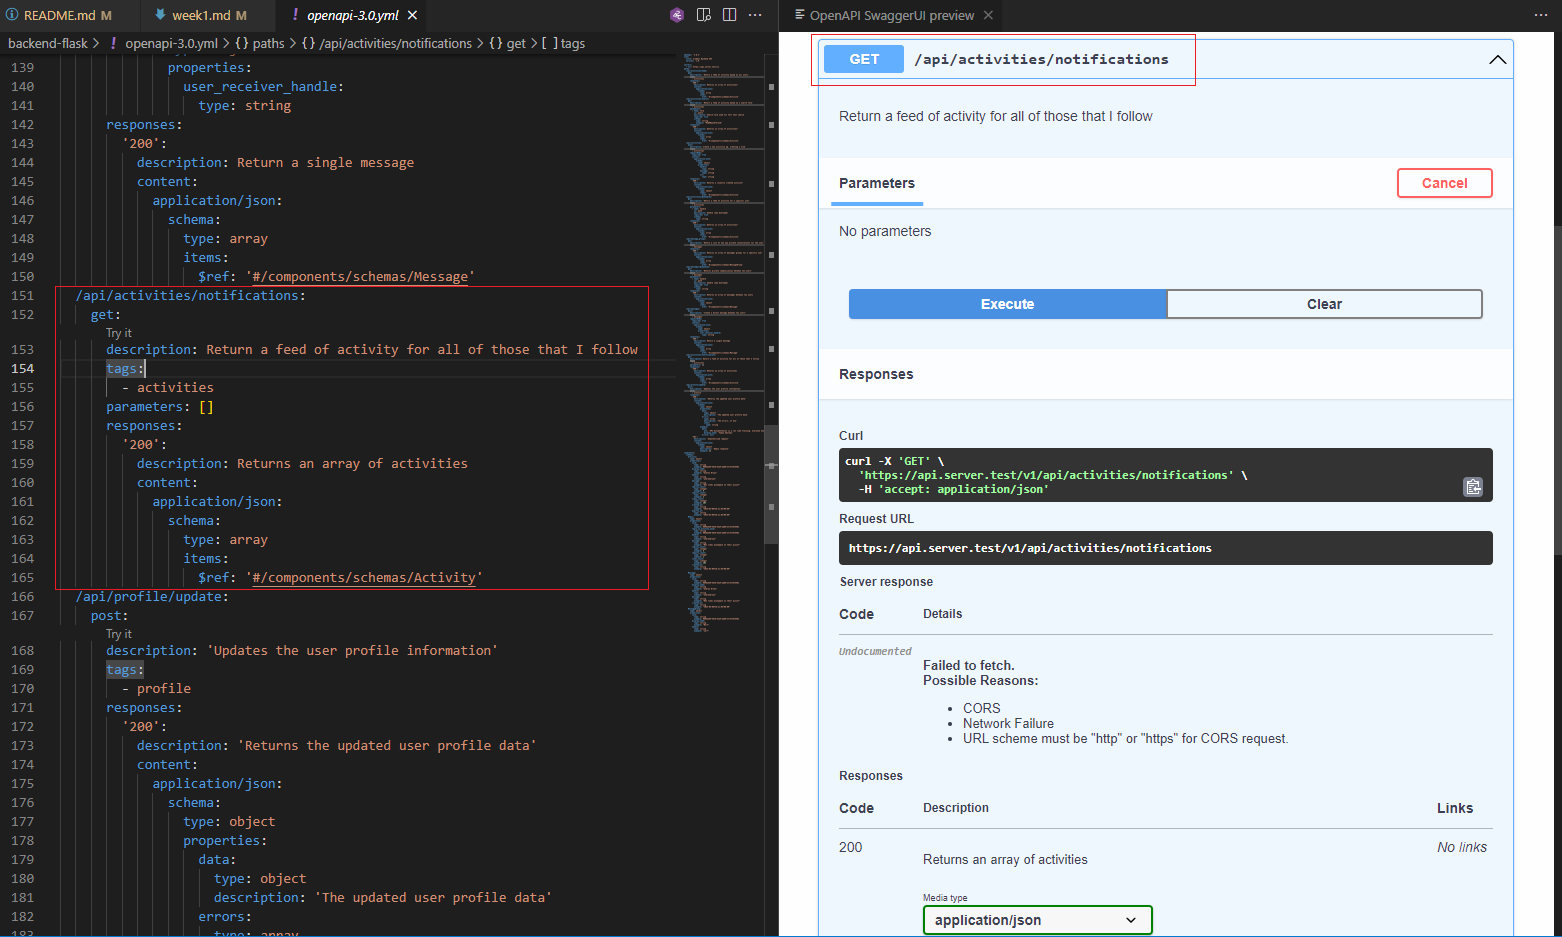 README.md M
week1.md M
! openapi-3.0.yml ×
backend-flask > ! openapi-3.0.yml > {} paths > {} /api/activities/notifications > {} get > [ ] tags
139 properties:
140 user_receiver_handle:
141 type: string
142 responses:
143 '200':
144 description: Return a single message
145 content:
146 application/json:
147 schema:
148 type: array
149 items:
150 $ref: '#/components/schemas/Message'
151 /api/activities/notifications:
152 get:
Try it
153 description: Return a feed of activity for all of those that I follow
154 tags:
155 - activities
156 parameters: []
157 responses:
158 '200':
159 description: Returns an array of activities
160 content:
161 application/json:
162 schema:
163 type: array
164 items:
165 $ref: '#/components/schemas/Activity'
166 /api/profile/update:
167 post:
Try it
168 description: 'Updates the user profile information'
169 tags:
170 - profile
171 responses:
172 '200':
173 description: 'Returns the updated user profile data'
174 content:
175 application/json:
176 schema:
177 type: object
178 properties:
179 data:
180 type: object
181 description: 'The updated user profile data'
182 errors:
183 type: array
OpenAPI SwaggerUI preview ×
GET /api/activities/notifications
Return a feed of activity for all of those that I follow
Parameters
Cancel
No parameters
Execute
Clear
Responses
Curl
curl -X 'GET' \
'https://api.server.test/v1/api/activities/notifications' \
-H 'accept: application/json'
Request URL
https://api.server.test/v1/api/activities/notifications
Server response
Code Details
Undocumented
Failed to fetch.
Possible Reasons:
• CORS
• Network Failure
• URL scheme must be "http" or "https" for CORS request.
Responses
Code Description Links
200 No links
Returns an array of activities
Media type
application/json